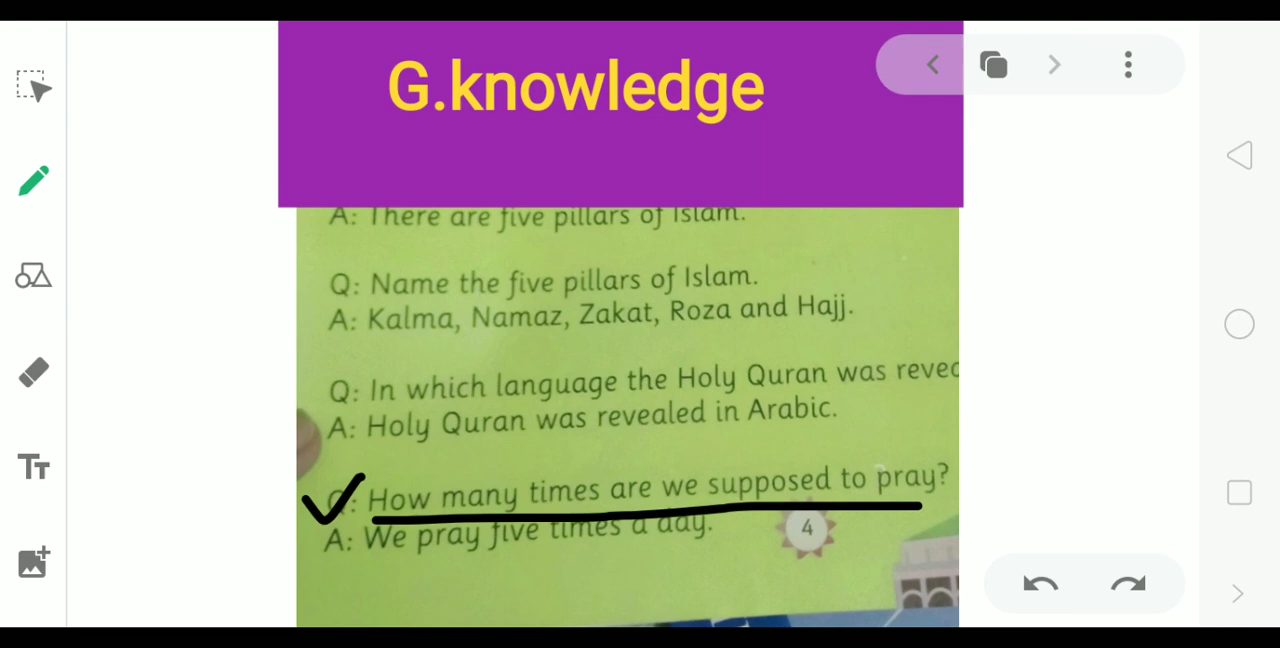 G.knowledge
A: There are five pillars of Islam.
Q: Name the five pillars of Islam.
A: Kalma, Namaz, Zakat, Roza and Hajj.
Q: In which language the Holy Quran was
A: Holy Quran was revealed in Arabic.
Q: How many times are we supposed to pray?
A: We pray five times a day.
4